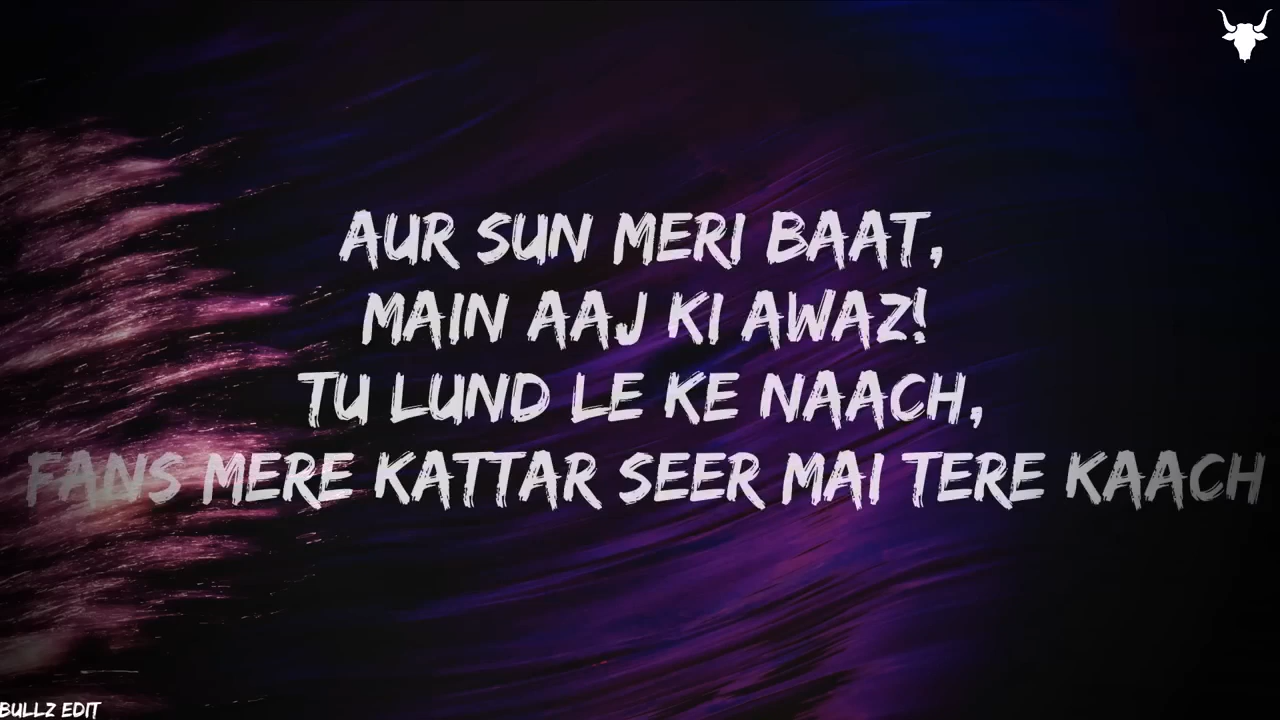 AUR SUN MERI BAAT,
MAIN AAJ KI AWAZ!
TU LUND LE KE NAACH,
FANS MERE KATTAR SEER MAI TERE KAACH
BULLZ EDIT